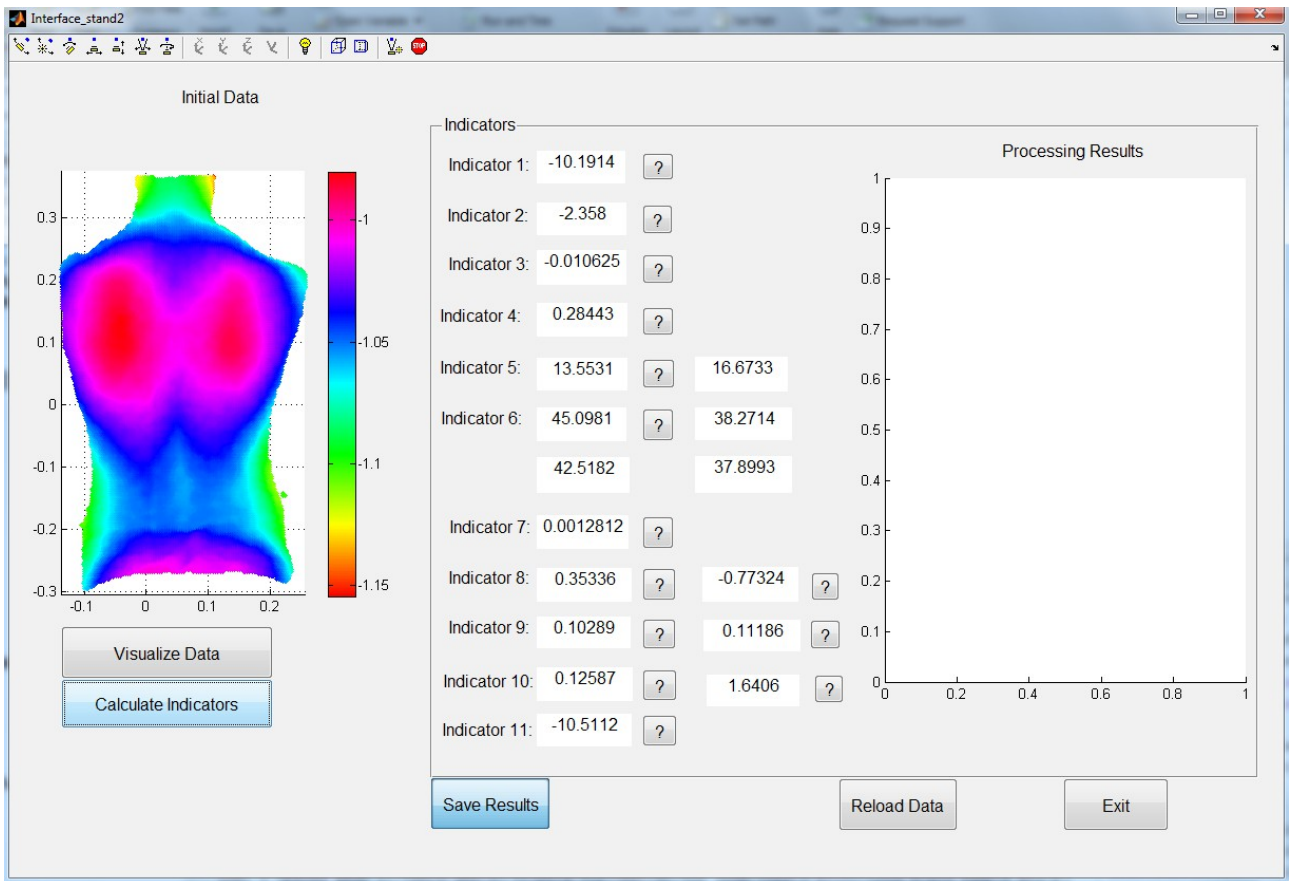 Interface_stand2
STOP
Initial Data
0.3
0.2
0.1
0
-0.1
-0.2
-0.3
-0.1 0 0.1 0.2
-1
-1.05
-1.1
-1.15
Visualize Data
Calculate Indicators
Indicators
Indicator 1: -10.1914 ?
Indicator 2: -2.358 ?
Indicator 3: -0.010625 ?
Indicator 4: 0.28443 ?
Indicator 5: 13.5531 ? 16.6733
Indicator 6: 45.0981 ? 38.2714
42.5182 37.8993
Indicator 7: 0.0012812 ?
Indicator 8: 0.35336 ? -0.77324 ?
Indicator 9: 0.10289 ? 0.11186 ?
Indicator 10: 0.12587 ? 1.6406 ?
Indicator 11: -10.5112 ?
Processing Results
1
0.9
0.8
0.7
0.6
0.5
0.4
0.3
0.2
0.1
0
0 0.2 0.4 0.6 0.8 1
Save Results
Reload Data
Exit